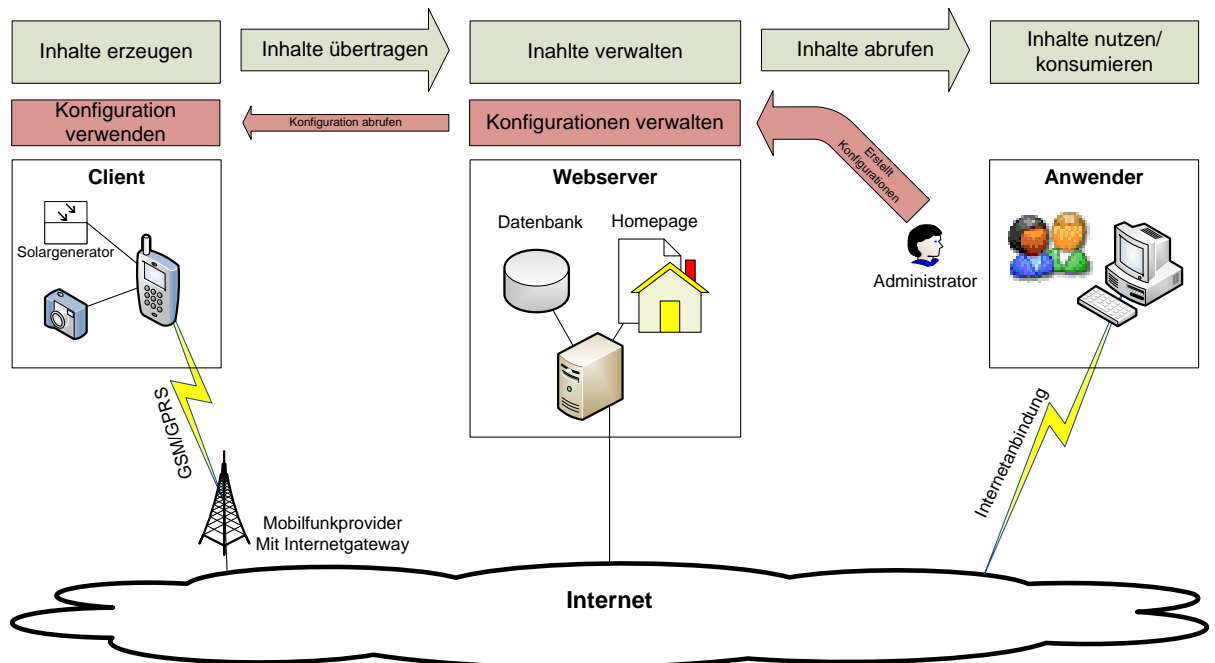 Inhalte erzeugen
Inhalte übertragen
Inahlte verwalten
Inhalte abrufen
Inhalte nutzen/
konsumieren
Konfiguration
verwenden
Konfiguration abrufen
Konfigurationen verwalten
Erstellt
Konfigurationen
Client
Webserver
Anwender
Solargenerator
Datenbank
Homepage
Administrator
GSM/GPRS
Internetanbindung
Mobilfunkprovider
Mit Internetgateway
Internet